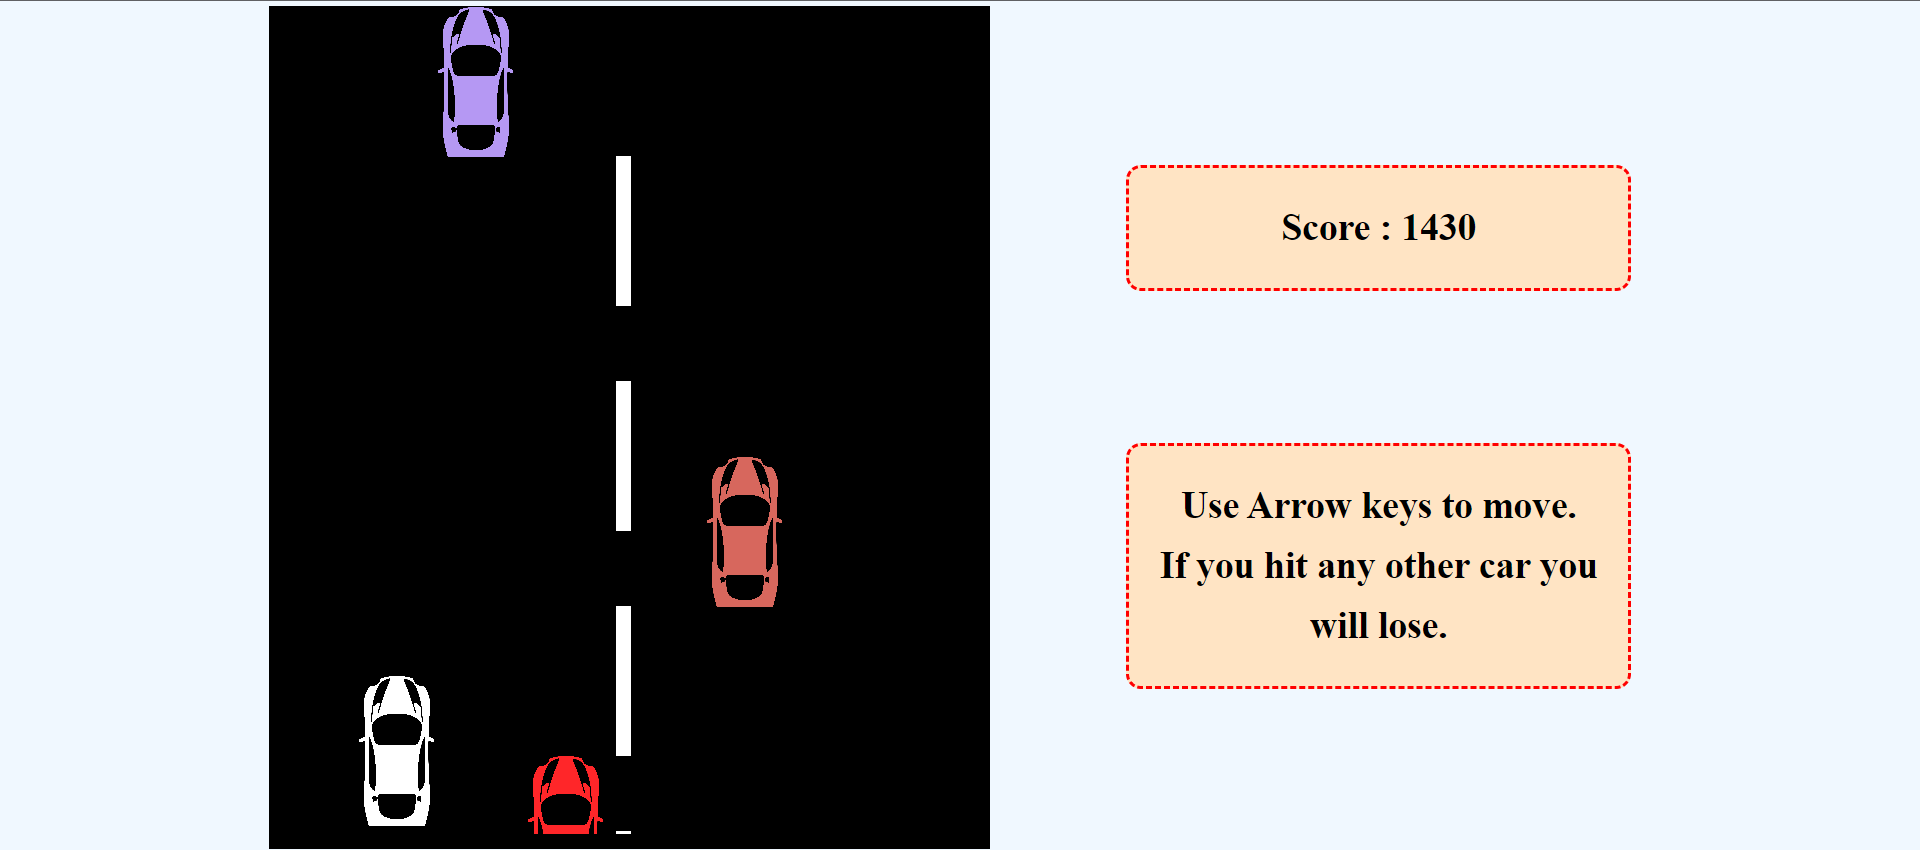 Score : 1430
Use Arrow keys to move.
If you hit any other car you
will lose.